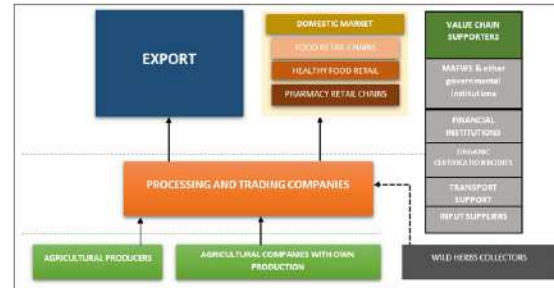 EXPORT
DOMESTIC MARKET
FOOD RETAIL CHAINS
HEALTHY FOOD RETAIL
PHARMACY RETAIL CHAINS
VALUE CHAIN
SUPPORTERS
MAFWE & other
governmental
institutions
FINANCIAL
INSTITUTIONS
ORGANIC
CERTIFICATION BODIES
TRANSPORT
SUPPORT
INPUT SUPPLIERS
PROCESSING AND TRADING COMPANIES
AGRICULTURAL PRODUCERS
AGRICULTURAL COMPANIES WITH OWN
PRODUCTION
WILD HERBS COLLECTORS